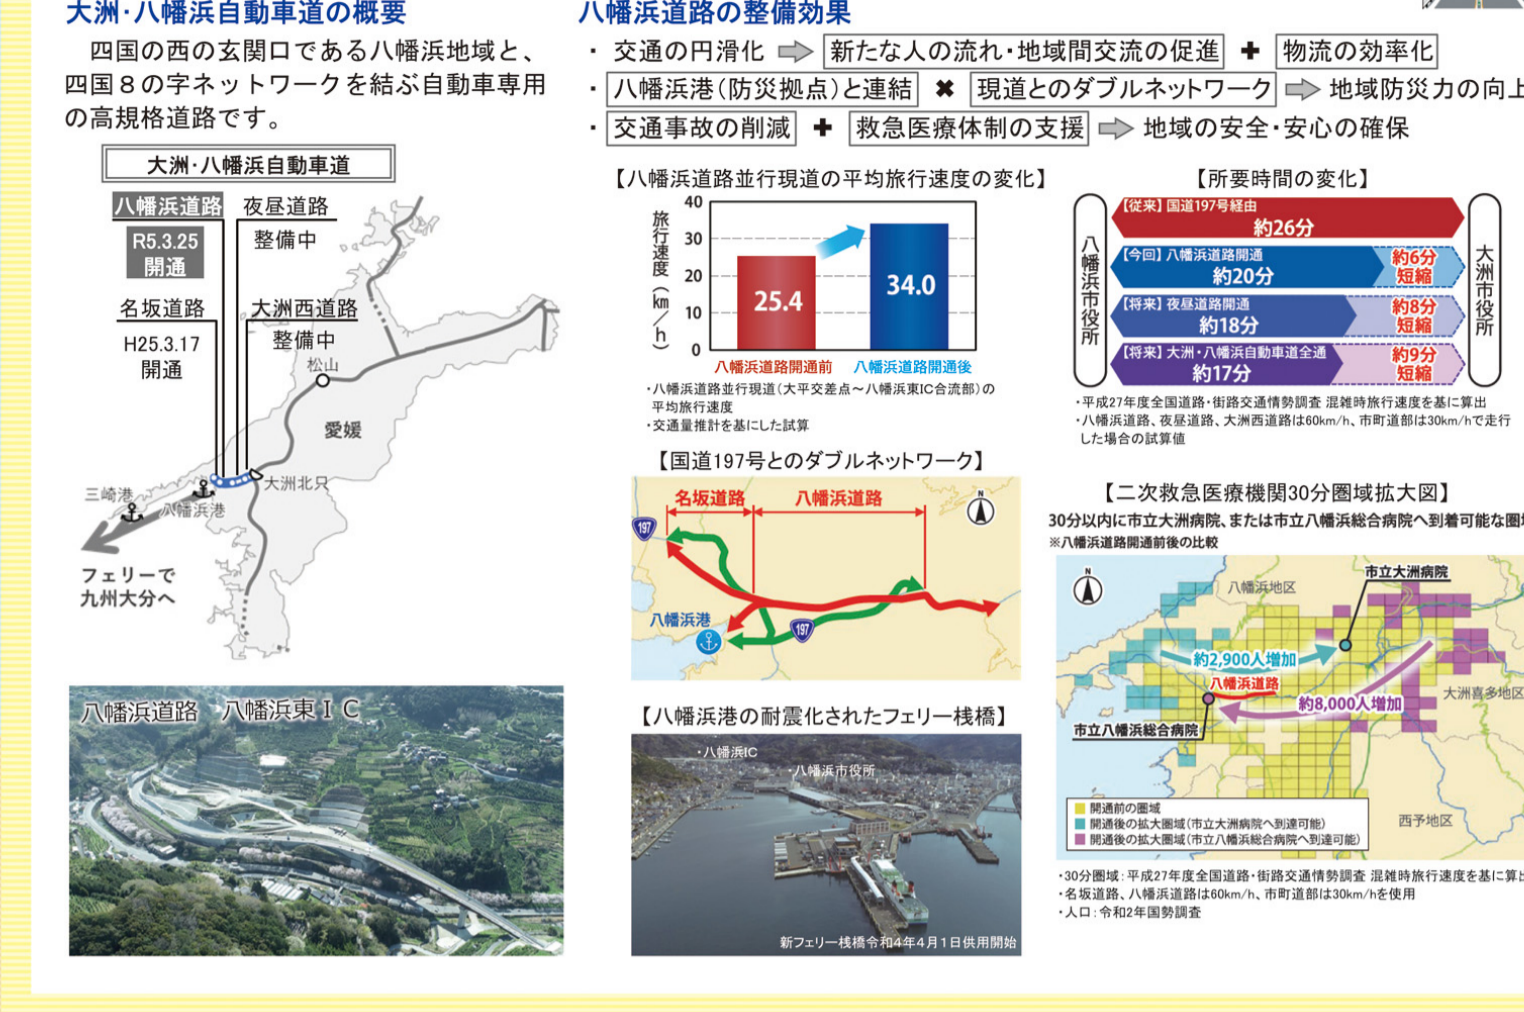 大洲・八幡浜自動車道の概要
四国の西の玄関口である八幡浜地域と、
四国８の字ネットワークを結ぶ自動車専用
の高規格道路です。
大洲・八幡浜自動車道
八幡浜道路
R5.3.25
開通
夜昼道路
整備中
名坂道路
H25.3.17
開通
大洲西道路
整備中
松山
愛媛
大洲北只
三崎港
八幡浜港
フェリーで
九州大分へ
八幡浜道路　八幡浜東ＩＣ
八幡浜道路の整備効果
・ 交通の円滑化 ⇨ 新たな人の流れ・地域間交流の促進 ＋ 物流の効率化
・ 八幡浜港（防災拠点）と連結 ✖ 現道とのダブルネットワーク ⇨ 地域防災力の向上
・ 交通事故の削減 ＋ 救急医療体制の支援 ⇨ 地域の安全・安心の確保
【八幡浜道路並行現道の平均旅行速度の変化】
旅行速度（km／h）
40
30
20
10
0
25.4
34.0
八幡浜道路開通前
八幡浜道路開通後
・八幡浜道路並行現道（大平交差点～八幡浜東IC合流部）の
平均旅行速度
・交通量推計を基にした試算
【国道197号とのダブルネットワーク】
名坂道路
八幡浜道路
197
N
八幡浜港
197
【八幡浜港の耐震化されたフェリー桟橋】
・八幡浜IC
・八幡浜市役所
新フェリー桟橋令和4年4月1日供用開始
【所要時間の変化】
八幡浜市役所
大洲市役所
【従来】国道197号経由
約26分
【今回】八幡浜道路開通
約20分
約6分
短縮
【将来】夜昼道路開通
約18分
約8分
短縮
【将来】大洲・八幡浜自動車道全通
約17分
約9分
短縮
・平成27年度全国道路・街路交通情勢調査 混雑時旅行速度を基に算出
・八幡浜道路、夜昼道路、大洲西道路は60km/h、市町道部は30km/hで走行
した場合の試算値
【二次救急医療機関30分圏域拡大図】
30分以内に市立大洲病院、または市立八幡浜総合病院へ到着可能な圏域
※八幡浜道路開通前後の比較
N
八幡浜地区
市立大洲病院
約2,900人増加
八幡浜道路
約8,000人増加
大洲喜多地区
市立八幡浜総合病院
西予地区
開通前の圏域
開通後の拡大圏域（市立大洲病院へ到達可能）
開通後の拡大圏域（市立八幡浜総合病院へ到達可能）
・30分圏域：平成27年度全国道路・街路交通情勢調査 混雑時旅行速度を基に算出
・名坂道路、八幡浜道路は60km/h、市町道部は30km/hを使用
・人口：令和2年国勢調査